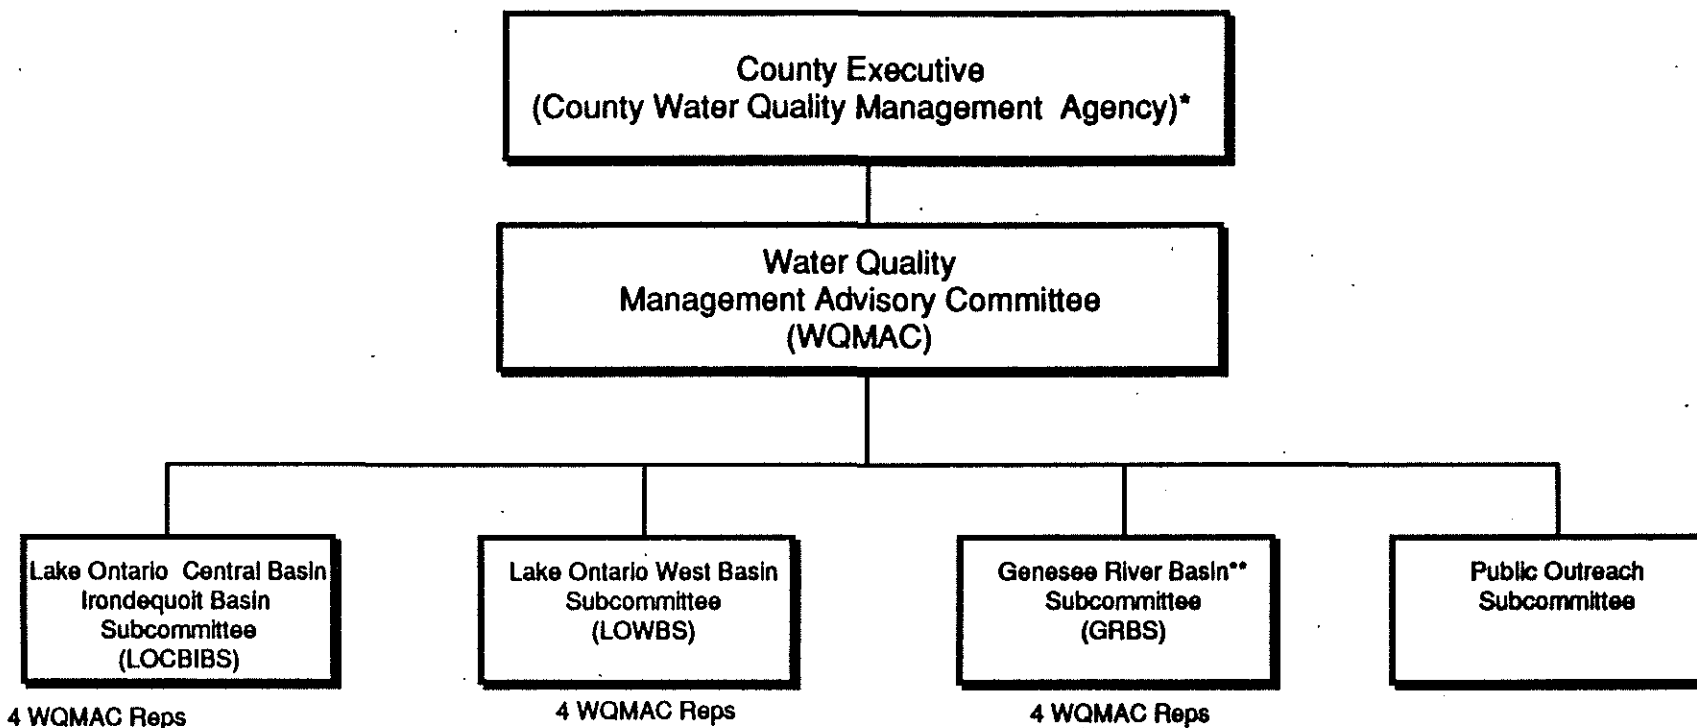 County Executive
(County Water Quality Management Agency)*
Water Quality
Management Advisory Committee
(WQMAC)
Lake Ontario Central Basin
Irondequoit Basin
Subcommittee
(LOCBIBS)
4 WQMAC Reps
Lake Ontario West Basin
Subcommittee
(LOWBS)
4 WQMAC Reps
Genesee River Basin**
Subcommittee
(GRBS)
4 WQMAC Reps
Public Outreach
Subcommittee